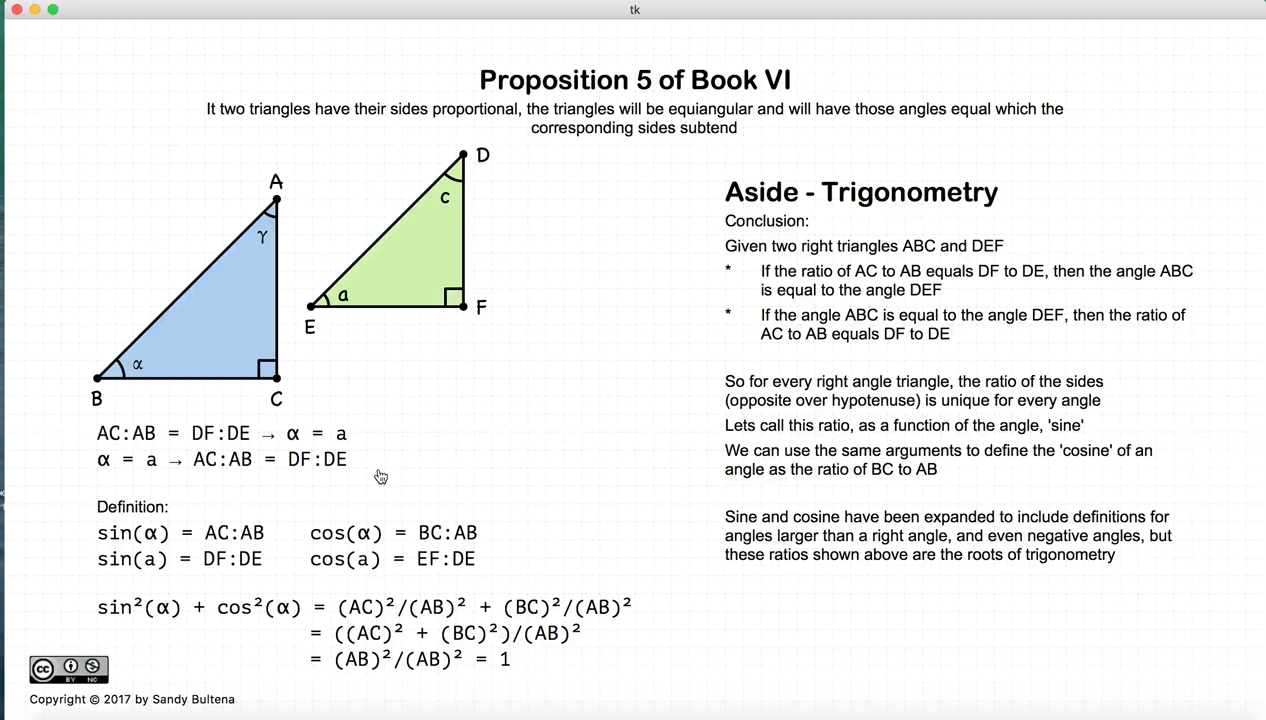 tk
Proposition 5 of Book VI
It two triangles have their sides proportional, the triangles will be equiangular and will have those angles equal which the
corresponding sides subtend
A
γ
α
B
C
D
c
a
E
F
AC:AB = DF:DE → α = a
α = a → AC:AB = DF:DE
Definition:
sin(α) = AC:AB cos(α) = BC:AB
sin(a) = DF:DE cos(a) = EF:DE
sin²(α) + cos²(α) = (AC)²/(AB)² + (BC)²/(AB)²
= ((AC)² + (BC)²)/(AB)²
= (AB)²/(AB)² = 1
Aside - Trigonometry
Conclusion:
Given two right triangles ABC and DEF
* If the ratio of AC to AB equals DF to DE, then the angle ABC
is equal to the angle DEF
* If the angle ABC is equal to the angle DEF, then the ratio of
AC to AB equals DF to DE
So for every right angle triangle, the ratio of the sides
(opposite over hypotenuse) is unique for every angle
Lets call this ratio, as a function of the angle, 'sine'
We can use the same arguments to define the 'cosine' of an
angle as the ratio of BC to AB
Sine and cosine have been expanded to include definitions for
angles larger than a right angle, and even negative angles, but
these ratios shown above are the roots of trigonometry
cc
BY NC
Copyright © 2017 by Sandy Bultena